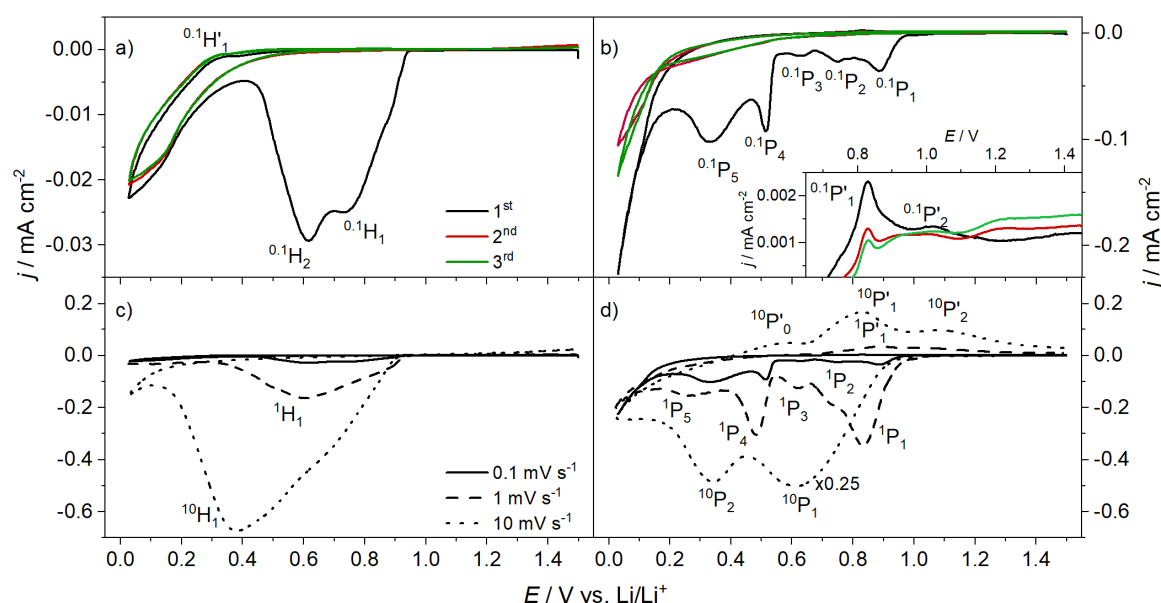 a)
0.1H'1
0.00
-0.01
-0.02
-0.03
j / mA cm-2
0.1H2
0.1H1
1st
2nd
3rd
b)
0.1P3
0.1P2
0.1P1
0.1P4
0.1P5
0.0
-0.1
-0.2
j / mA cm-2
E / V
0.8 1.0 1.2 1.4
0.002
0.001
j / mA cm-2
0.1P'1
0.1P'2
c)
0.2
0.0
-0.2
-0.4
-0.6
j / mA cm-2
1H1
10H1
0.1 mV s-1
1 mV s-1
10 mV s-1
0.0 0.2 0.4 0.6 0.8 1.0 1.2 1.4
d)
10P'0
10P'1
1P'1
10P'2
1P2
1P3
1P1
1P4
1P5
10P2
10P1
x0.25
0.2
0.0
-0.2
-0.4
-0.6
j / mA cm-2
0.0 0.2 0.4 0.6 0.8 1.0 1.2 1.4
E / V vs. Li/Li+